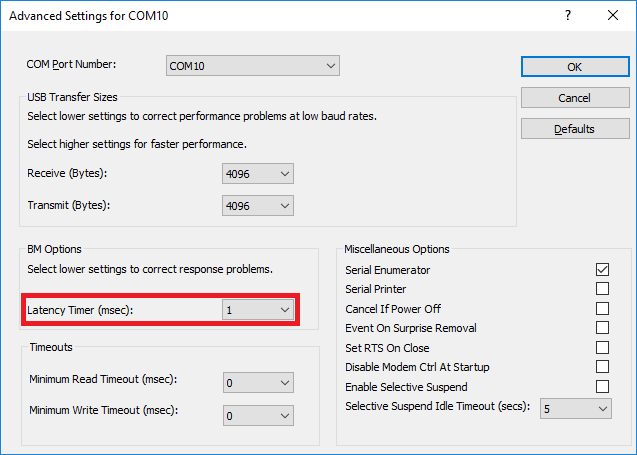 Advanced Settings for COM10
? ×
COM Port Number: COM10
OK
Cancel
Defaults
USB Transfer Sizes
Select lower settings to correct performance problems at low baud rates.
Select higher settings for faster performance.
Receive (Bytes): 4096
Transmit (Bytes): 4096
BM Options
Select lower settings to correct response problems.
Latency Timer (msec): 1
Timeouts
Minimum Read Timeout (msec): 0
Minimum Write Timeout (msec): 0
Miscellaneous Options
Serial Enumerator
Serial Printer
Cancel If Power Off
Event On Surprise Removal
Set RTS On Close
Disable Modem Ctrl At Startup
Enable Selective Suspend
Selective Suspend Idle Timeout (secs): 5